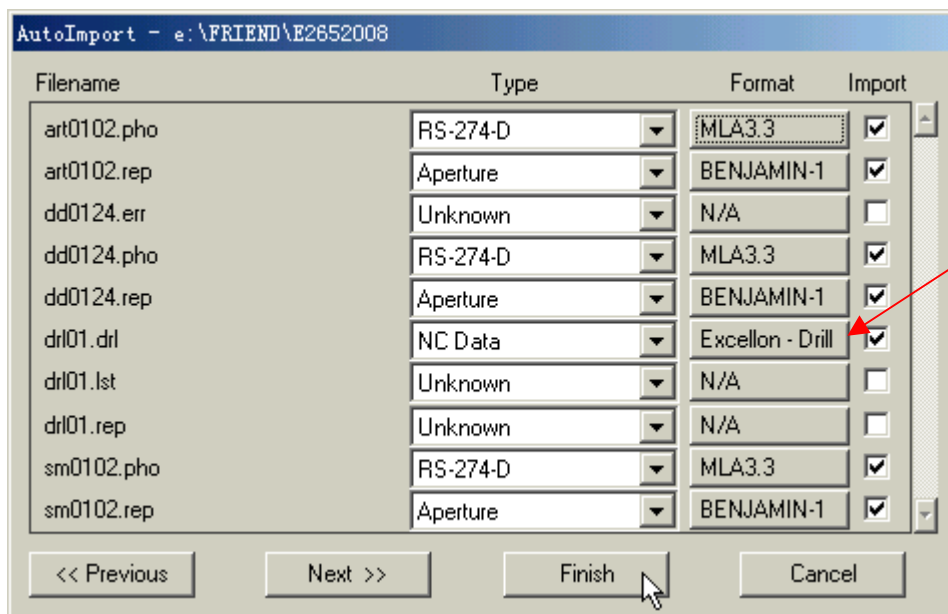 AutoImport - e:\FRIEND\E2652008
Filename Type Format Import
art0102.pho RS-274-D MLA3.3
art0102.rep Aperture BENJAMIN-1
dd0124.err Unknown N/A
dd0124.pho RS-274-D MLA3.3
dd0124.rep Aperture BENJAMIN-1
drl01.drl NC Data Excellon - Drill
drl01.lst Unknown N/A
drl01.rep Unknown N/A
sm0102.pho RS-274-D MLA3.3
sm0102.rep Aperture BENJAMIN-1
<< Previous Next >> Finish Cancel